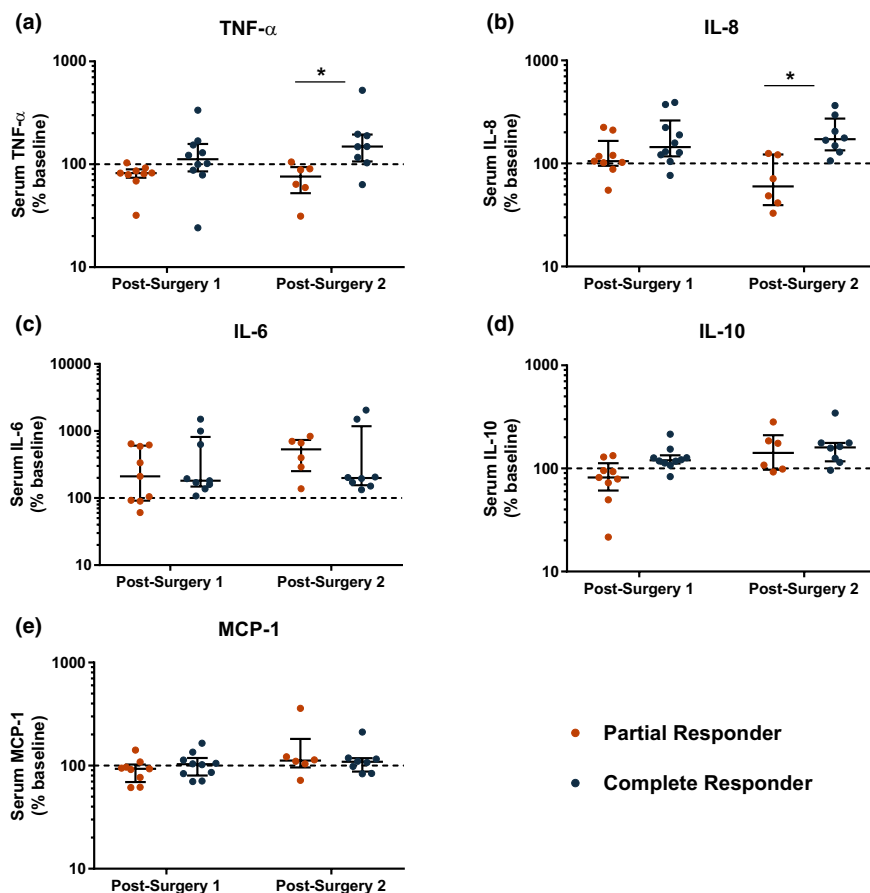 (a)
TNF-α
1000
100
10
Serum TNF-α
(% baseline)
*
Post-Surgery 1
Post-Surgery 2
(b)
IL-8
1000
100
10
Serum IL-8
(% baseline)
*
Post-Surgery 1
Post-Surgery 2
(c)
IL-6
10000
1000
100
10
Serum IL-6
(% baseline)
Post-Surgery 1
Post-Surgery 2
(d)
IL-10
1000
100
10
Serum IL-10
(% baseline)
Post-Surgery 1
Post-Surgery 2
(e)
MCP-1
1000
100
10
Serum MCP-1
(% baseline)
Post-Surgery 1
Post-Surgery 2
Partial Responder
Complete Responder